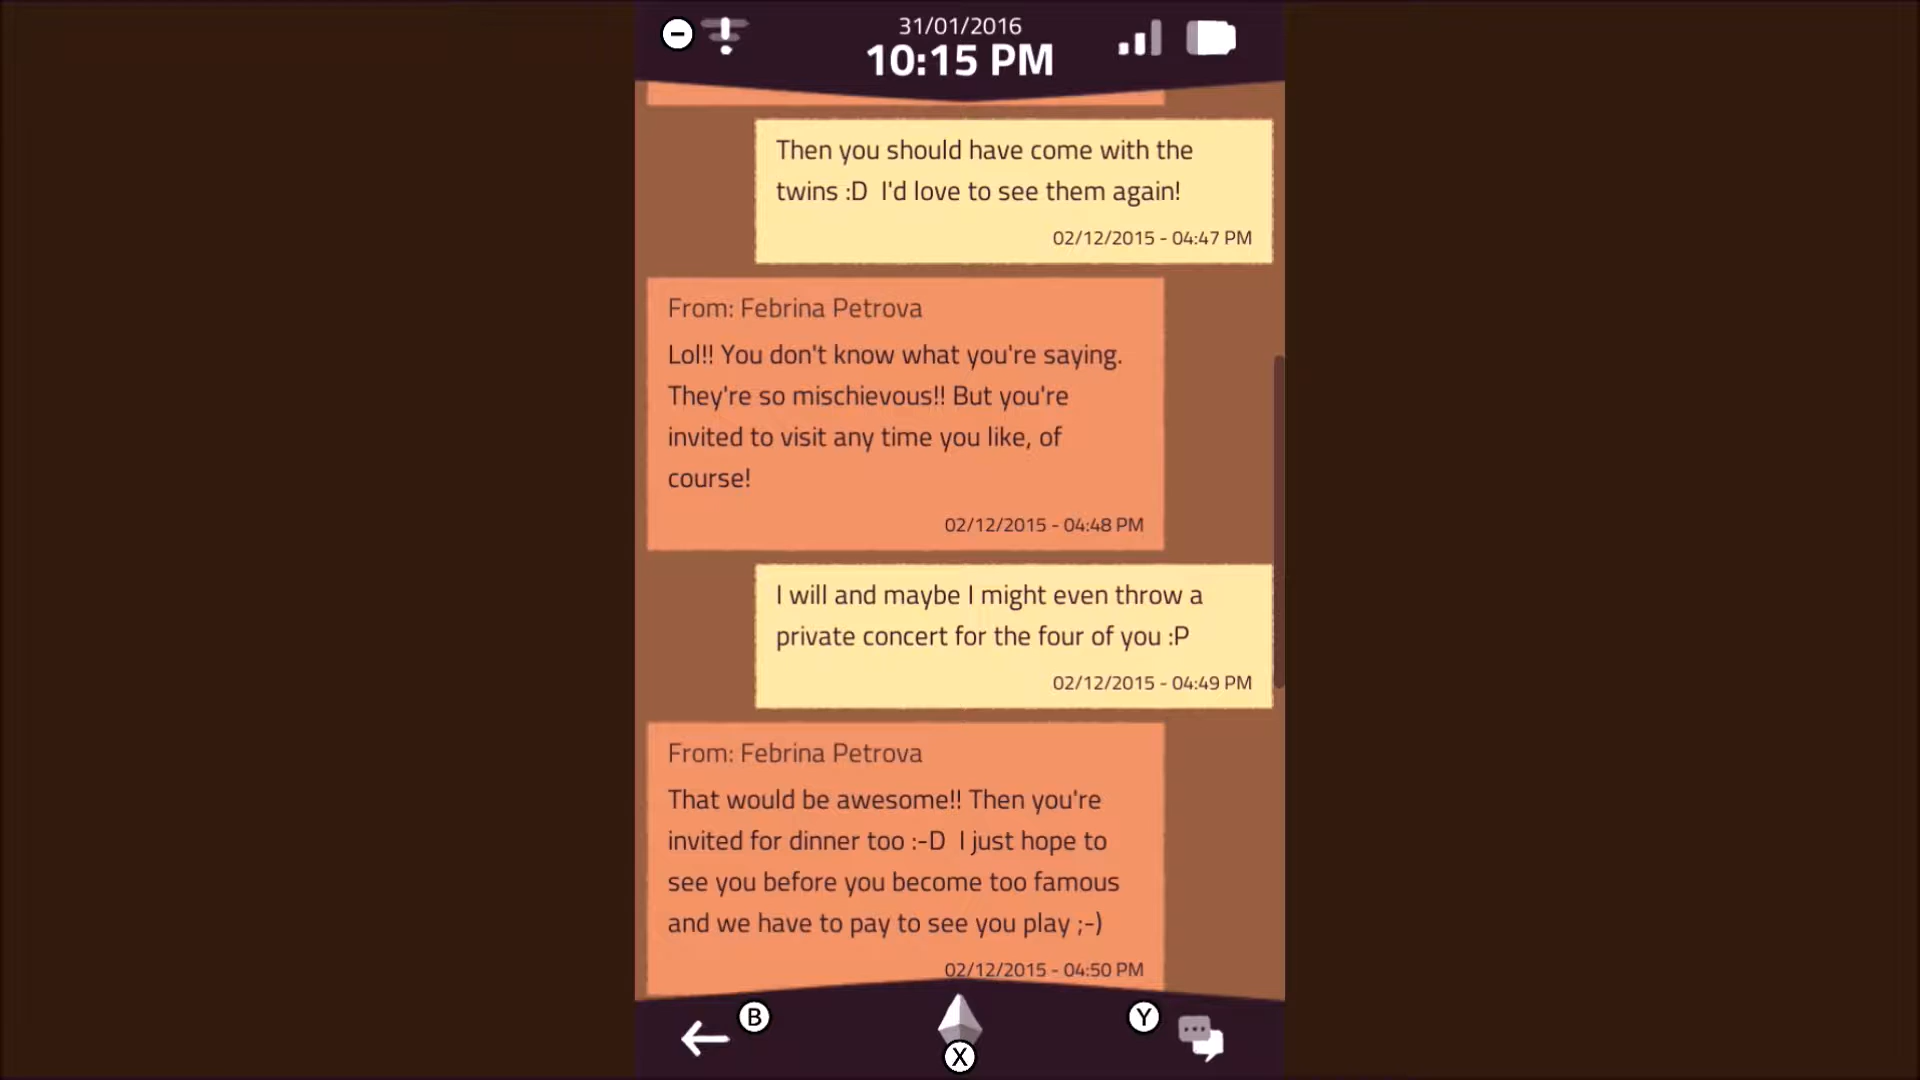 31/01/2016
10:15 PM
Then you should have come with the
twins :D  I'd love to see them again!
02/12/2015 - 04:47 PM
From: Febrina Petrova
Lol!! You don't know what you're saying.
They're so mischievous!! But you're
invited to visit any time you like, of
course!
02/12/2015 - 04:48 PM
I will and maybe I might even throw a
private concert for the four of you :P
02/12/2015 - 04:49 PM
From: Febrina Petrova
That would be awesome!! Then you're
invited for dinner too :-D  I just hope to
see you before you become too famous
and we have to pay to see you play ;-)
02/12/2015 - 04:50 PM
B
Y
X